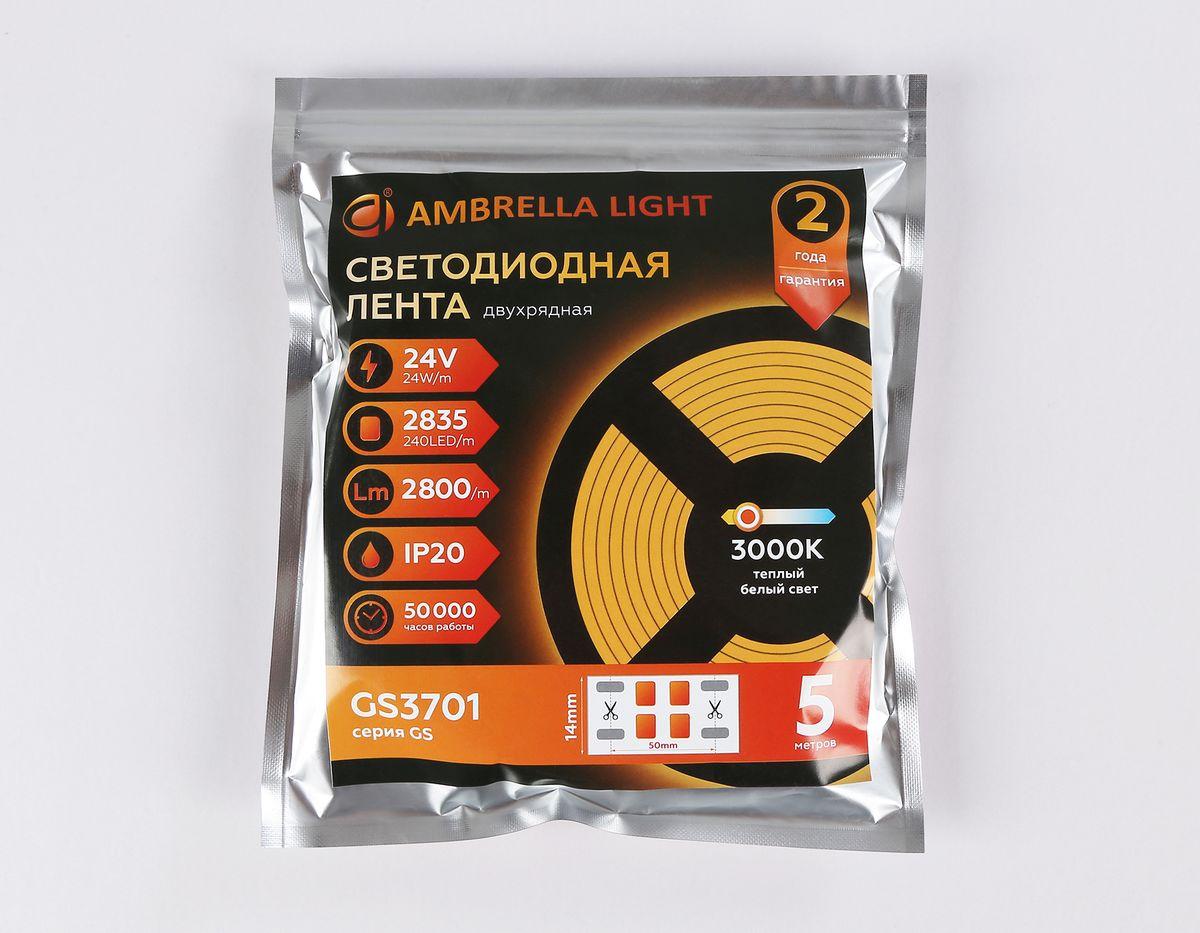 ® AMBRELLA LIGHT
2
года
гарантия
СВЕТОДИОДНАЯ
ЛЕНТА двухрядная
24V
24W/m
2835
240LED/m
Lm 2800/m
IP20
50 000
часов работы
3000K
теплый
белый свет
GS3701
серия GS
14mm
50mm
5
метров